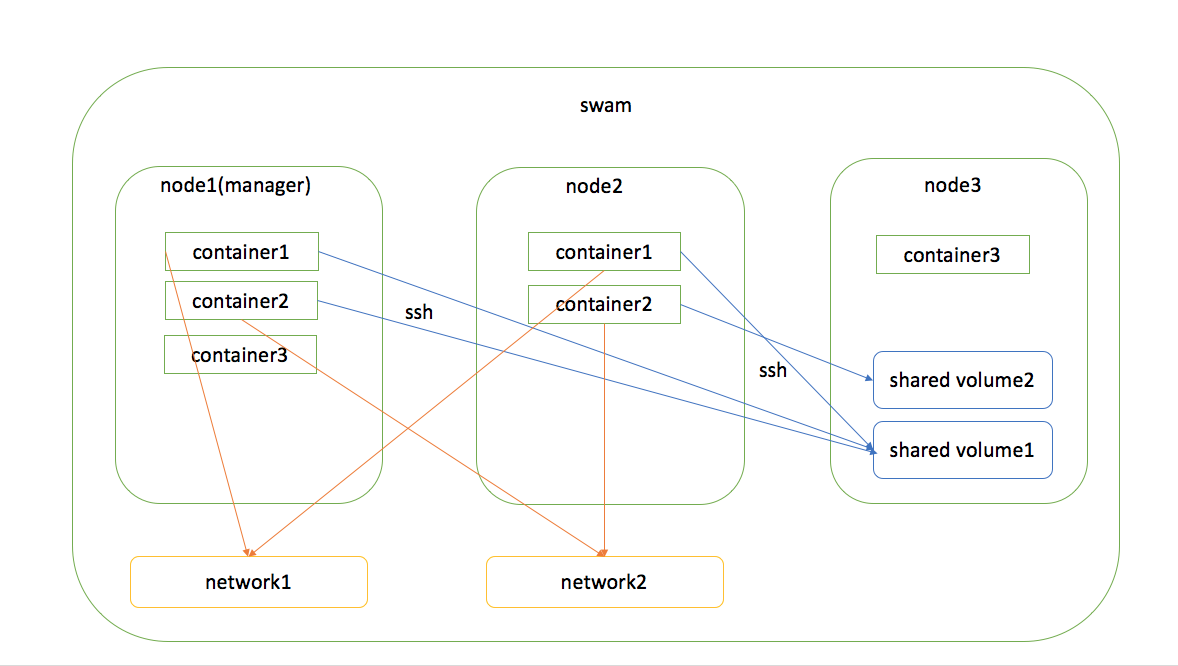 swam
node1(manager)
node2
node3
container1
container2
container3
container1
container2
container3
ssh
ssh
shared volume2
shared volume1
network1
network2